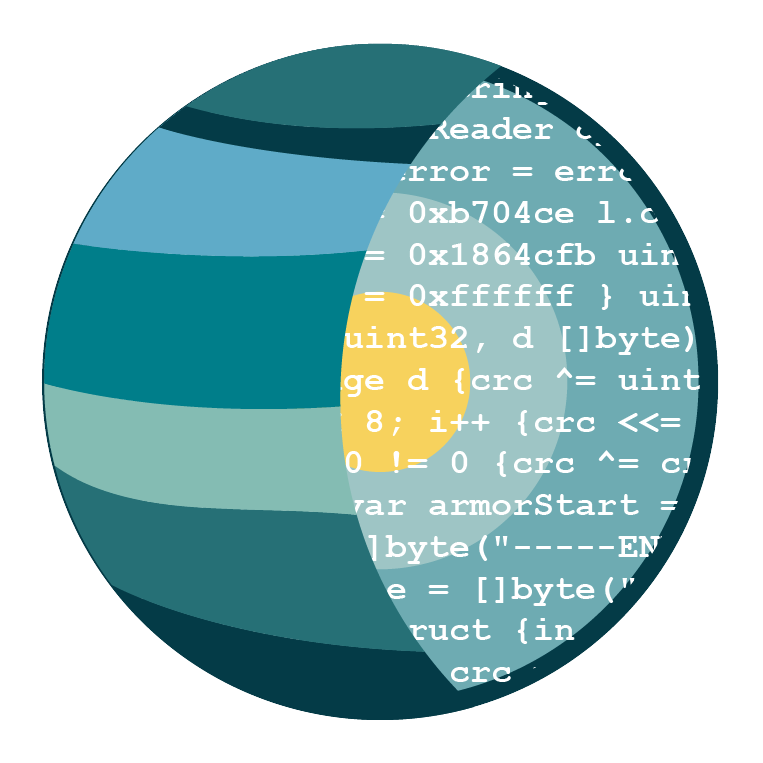 Reader
= erro
= 0xb704ce l.c
= 0x1864cfb uin
= 0xffffff } uin
uint32, d []byte)
ge d {crc ^= uint
8; i++ {crc <<=
0 != 0 {crc ^= cr
var armorStart =
]byte("-----EN
e = []byte("
ruct {in
crc